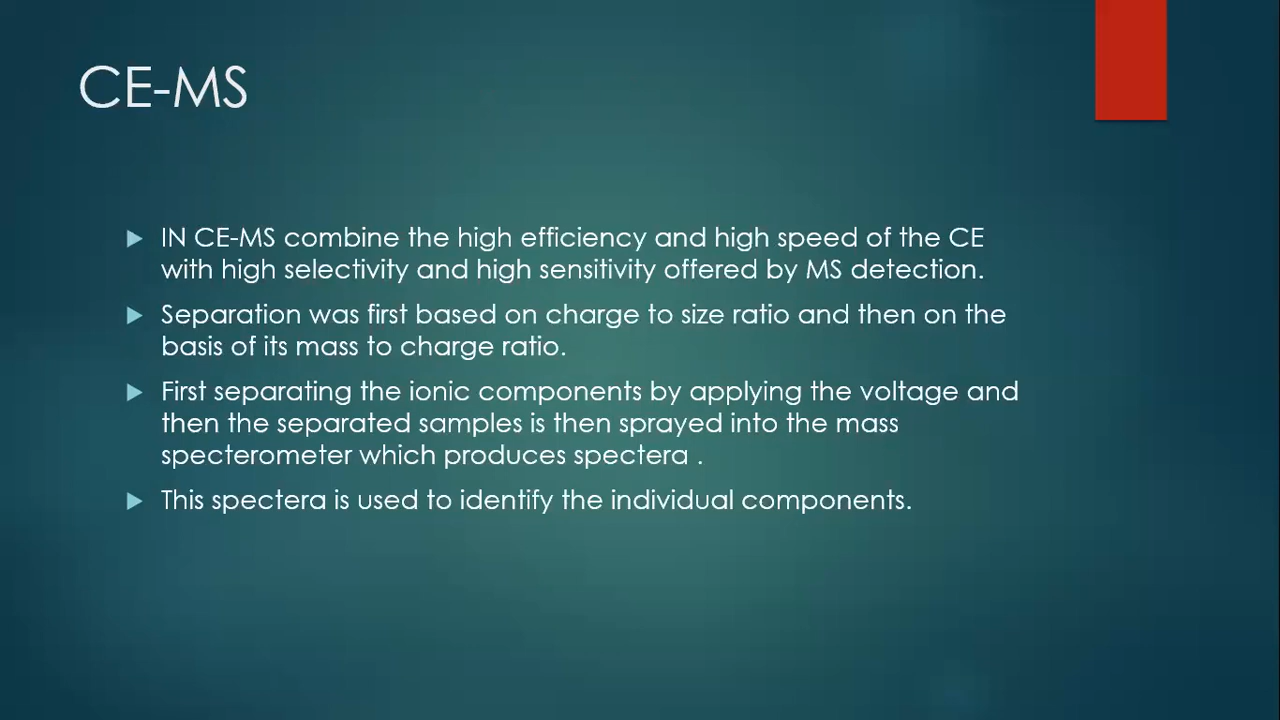 CE-MS
IN CE-MS combine the high efficiency and high speed of the CE
with high selectivity and high sensitivity offered by MS detection.
Separation was first based on charge to size ratio and then on the
basis of its mass to charge ratio.
First separating the ionic components by applying the voltage and
then the separated samples is then sprayed into the mass
specterometer which produces spectera .
This spectera is used to identify the individual components.